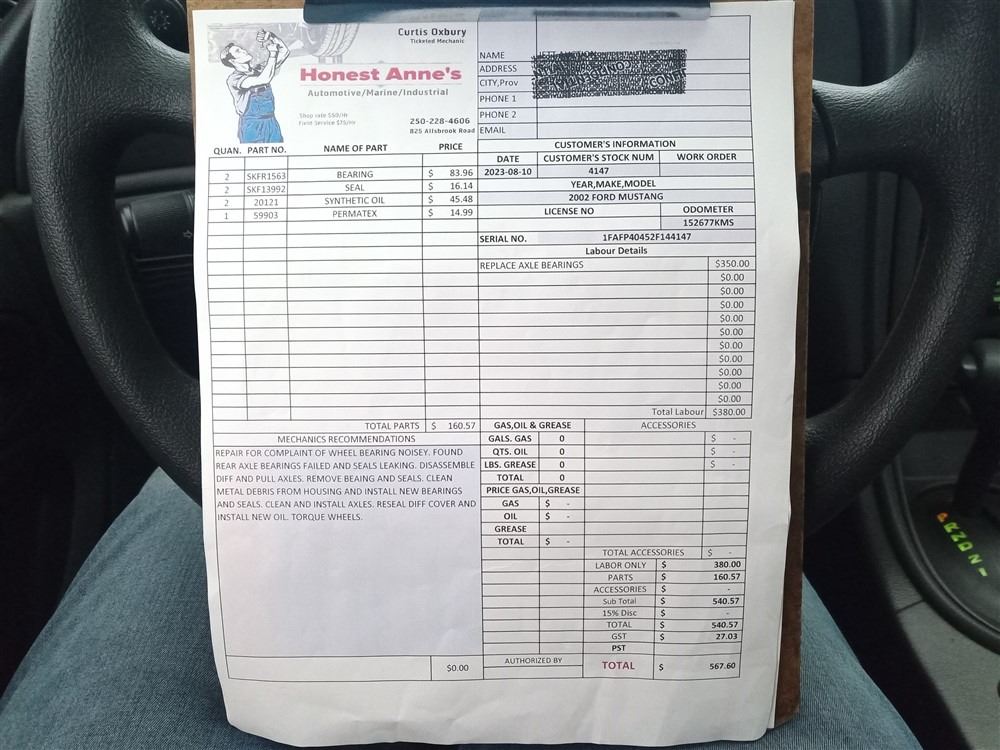 Curtis Oxbury
Ticketed Mechanic
Honest Anne's
Automotive/Marine/Industrial
Shop rate $50/Hr
Field Service $75/Hr
250-228-4606
825 Allsbrook Road
NAME
ADDRESS
CITY,Prov
PHONE 1
PHONE 2
EMAIL
CUSTOMER'S INFORMATION
DATE CUSTOMER'S STOCK NUM WORK ORDER
2023-08-10 4147
YEAR,MAKE,MODEL
2002 FORD MUSTANG
LICENSE NO ODOMETER
152677KMS
SERIAL NO. 1FAFP40452F144147
QUAN. PART NO. NAME OF PART PRICE
2 SKFR1563 BEARING $ 83.96
2 SKF13992 SEAL $ 16.14
2 20121 SYNTHETIC OIL $ 45.48
1 59903 PERMATEX $ 14.99
TOTAL PARTS $ 160.57
Labour Details
REPLACE AXLE BEARINGS $350.00
$0.00
$0.00
$0.00
$0.00
$0.00
$0.00
$0.00
$0.00
$0.00
$0.00
Total Labour $380.00
MECHANICS RECOMMENDATIONS
REPAIR FOR COMPLAINT OF WHEEL BEARING NOISEY. FOUND
REAR AXLE BEARINGS FAILED AND SEALS LEAKING. DISASSEMBLE
DIFF AND PULL AXLES. REMOVE BEAING AND SEALS. CLEAN
METAL DEBRIS FROM HOUSING AND INSTALL NEW BEARINGS
AND SEALS. CLEAN AND INSTALL AXLES. RESEAL DIFF COVER AND
INSTALL NEW OIL. TORQUE WHEELS.
$0.00
GAS,OIL & GREASE
GALS. GAS 0
QTS. OIL 0
LBS. GREASE 0
TOTAL 0
PRICE GAS,OIL,GREASE
GAS $ -
OIL $ -
GREASE
TOTAL $ -
ACCESSORIES
$ -
$ -
$ -
TOTAL ACCESSORIES $ -
LABOR ONLY $ 380.00
PARTS $ 160.57
ACCESSORIES $ -
Sub Total $ 540.57
15% Disc $ -
TOTAL $ 540.57
GST $ 27.03
PST
AUTHORIZED BY
TOTAL $ 567.60
P
R
N
D
2
1